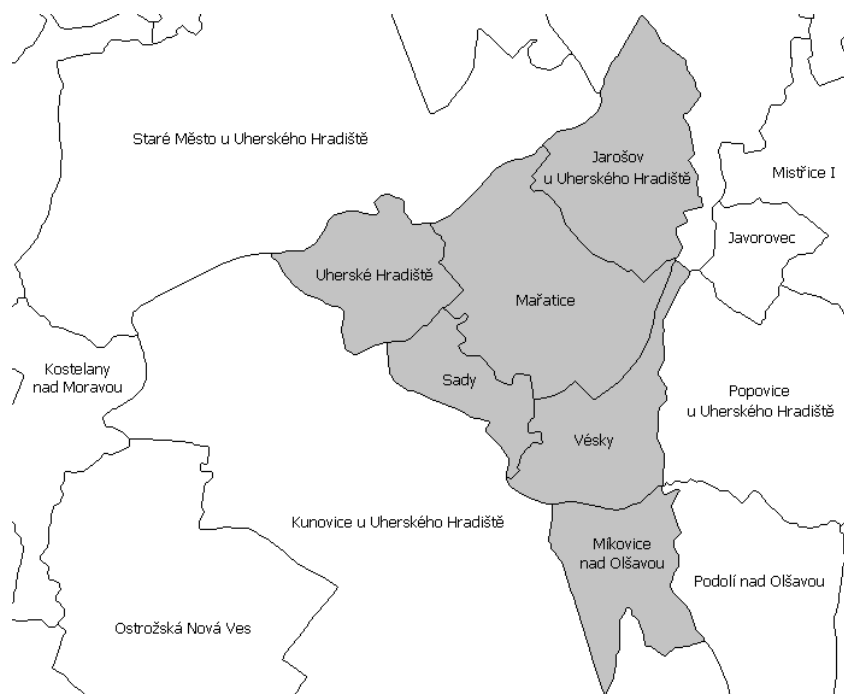 Staré Město u Uherského Hradiště
Jarošov
u Uherského Hradiště
Mistřice I
Javorovec
Uherské Hradiště
Mařatice
Kostelany
nad Moravou
Sady
Popovice
u Uherského Hradiště
Vésky
Kunovice u Uherského Hradiště
Míkovice
nad Olšavou
Podolí nad Olšavou
Ostrožská Nová Ves